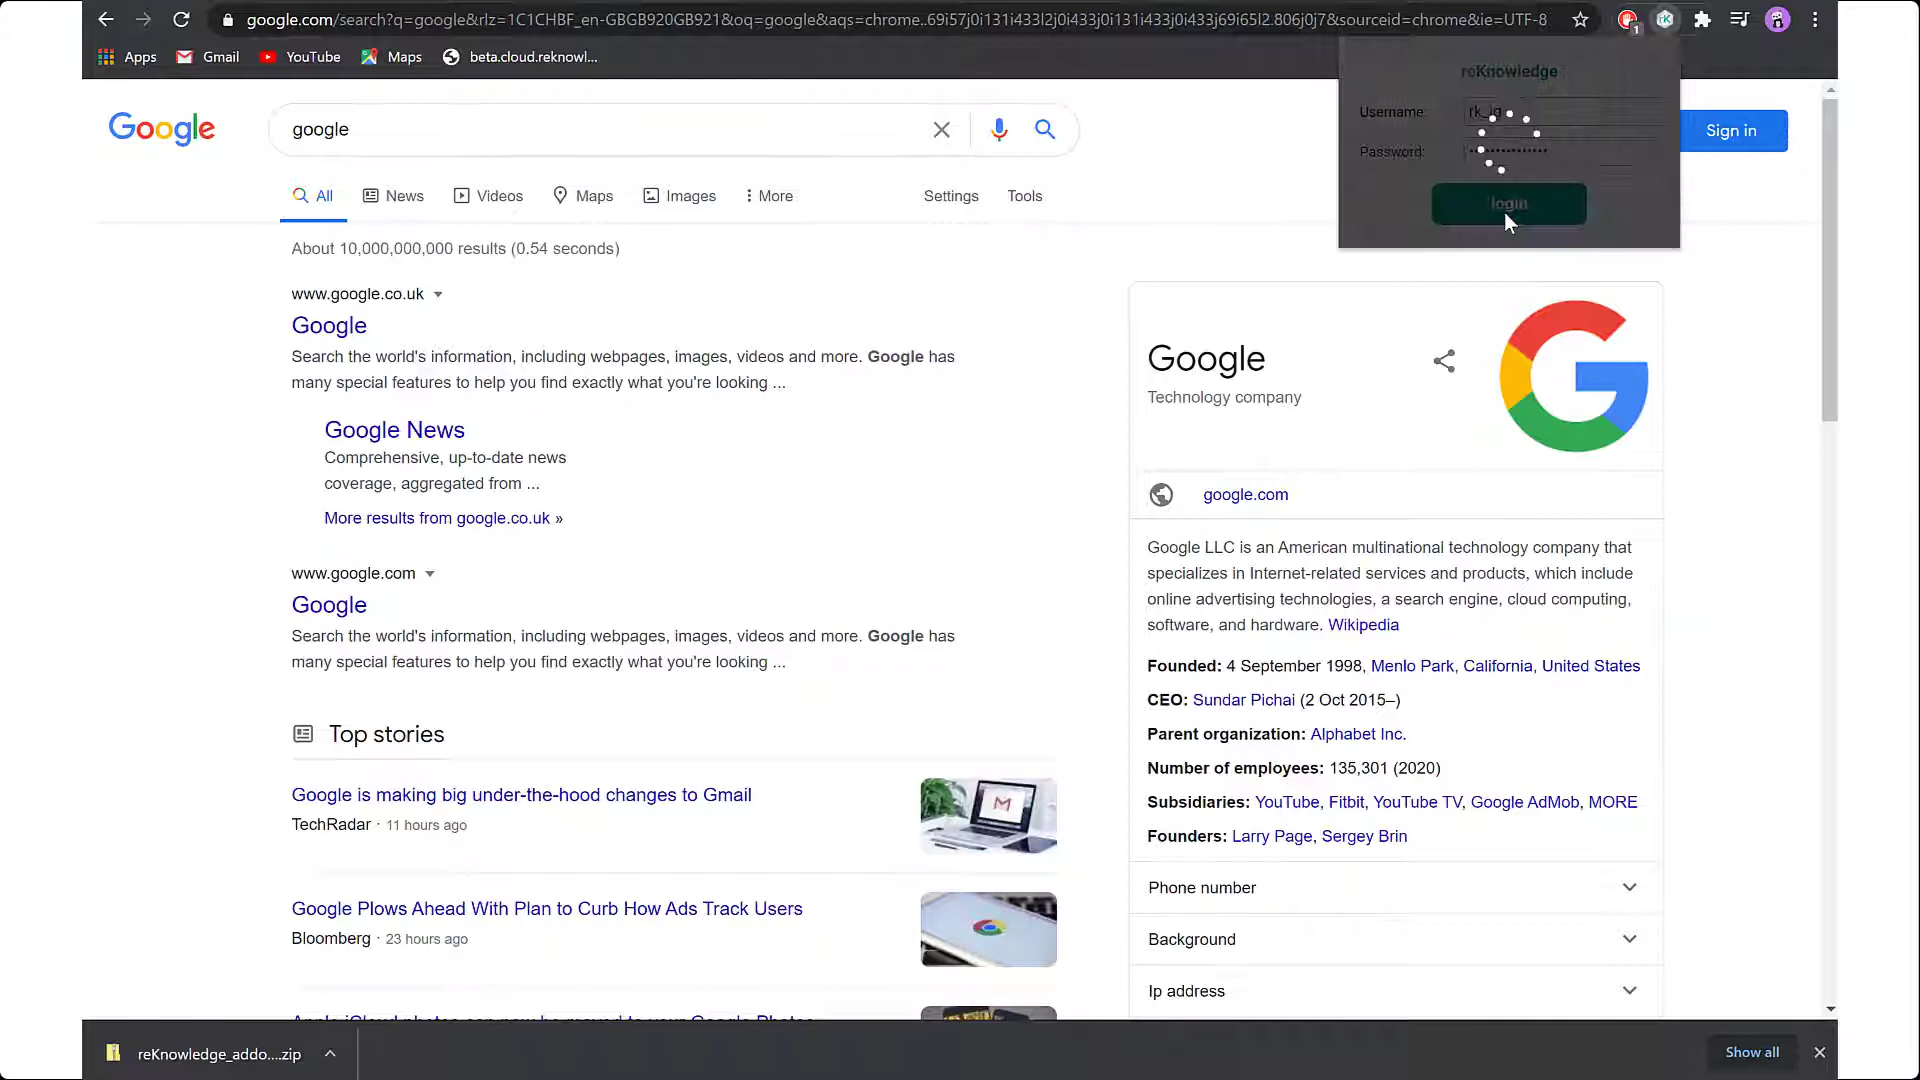 google.com/search?q=google&rlz=1C1CHBF_en-GBGB920GB921&oq=google&aqs=chrome..69i57j0i131i433l2j0i433j0i131i433j0i433j69i65l2.806j0j7&sourceid=chrome&ie=UTF-8
1
rK
Apps
Gmail
YouTube
Maps
beta.cloud.reknowl...
reKnowledge
Username:
Password:
login
Google
google
Sign in
All
News
Videos
Maps
Images
More
Settings
Tools
About 10,000,000,000 results (0.54 seconds)
www.google.co.uk
Google
Search the world's information, including webpages, images, videos and more. Google has
many special features to help you find exactly what you're looking ...
Google News
Comprehensive, up-to-date news
coverage, aggregated from ...
More results from google.co.uk »
www.google.com
Google
Search the world's information, including webpages, images, videos and more. Google has
many special features to help you find exactly what you're looking ...
Top stories
Google is making big under-the-hood changes to Gmail
TechRadar · 11 hours ago
Google Plows Ahead With Plan to Curb How Ads Track Users
Bloomberg · 23 hours ago
Google
Technology company
google.com
Google LLC is an American multinational technology company that
specializes in Internet-related services and products, which include
online advertising technologies, a search engine, cloud computing,
software, and hardware. Wikipedia
Founded: 4 September 1998, Menlo Park, California, United States
CEO: Sundar Pichai (2 Oct 2015–)
Parent organization: Alphabet Inc.
Number of employees: 135,301 (2020)
Subsidiaries: YouTube, Fitbit, YouTube TV, Google AdMob, MORE
Founders: Larry Page, Sergey Brin
Phone number
Background
Ip address
reKnowledge_addo....zip
Show all